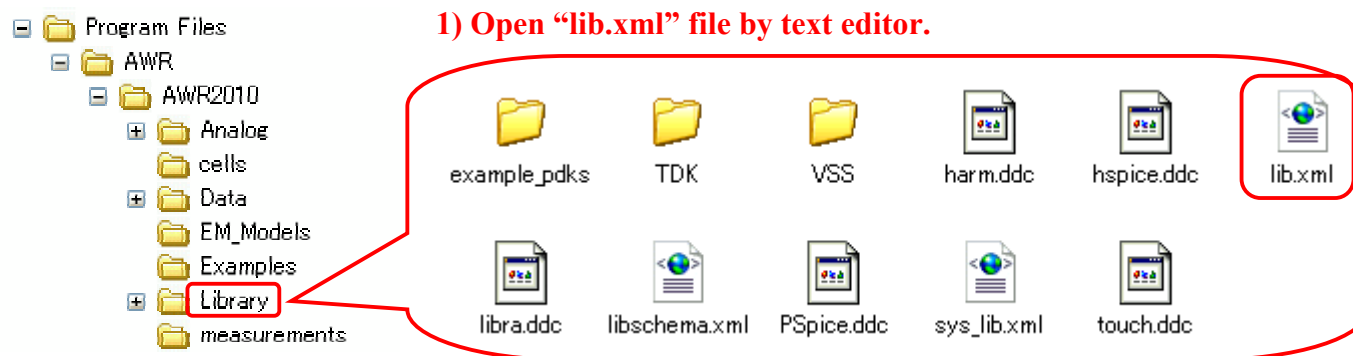 1) Open “lib.xml” file by text editor.
Program Files
AWR
AWR2010
Analog
cells
Data
EM_Models
Examples
Library
measurements
example_pdks
TDK
VSS
harm.ddc
hspice.ddc
lib.xml
libra.ddc
libschema.xml
PSpice.ddc
sys_lib.xml
touch.ddc